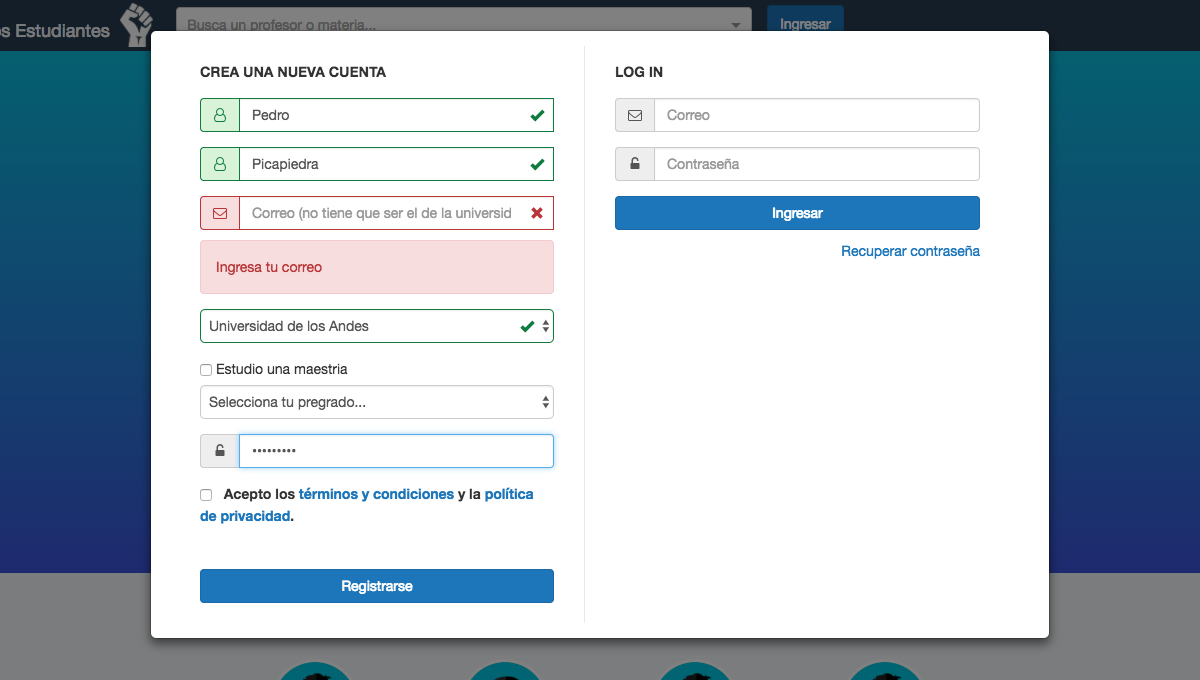 s Estudiantes
Busca un profesor o materia...
Ingresar
CREA UNA NUEVA CUENTA
Pedro
Picapiedra
Correo (no tiene que ser el de la universid
Ingresa tu correo
Universidad de los Andes
Estudio una maestria
Selecciona tu pregrado...
•••••••••
Acepto los términos y condiciones y la política
de privacidad.
Registrarse
LOG IN
Correo
Contraseña
Ingresar
Recuperar contraseña